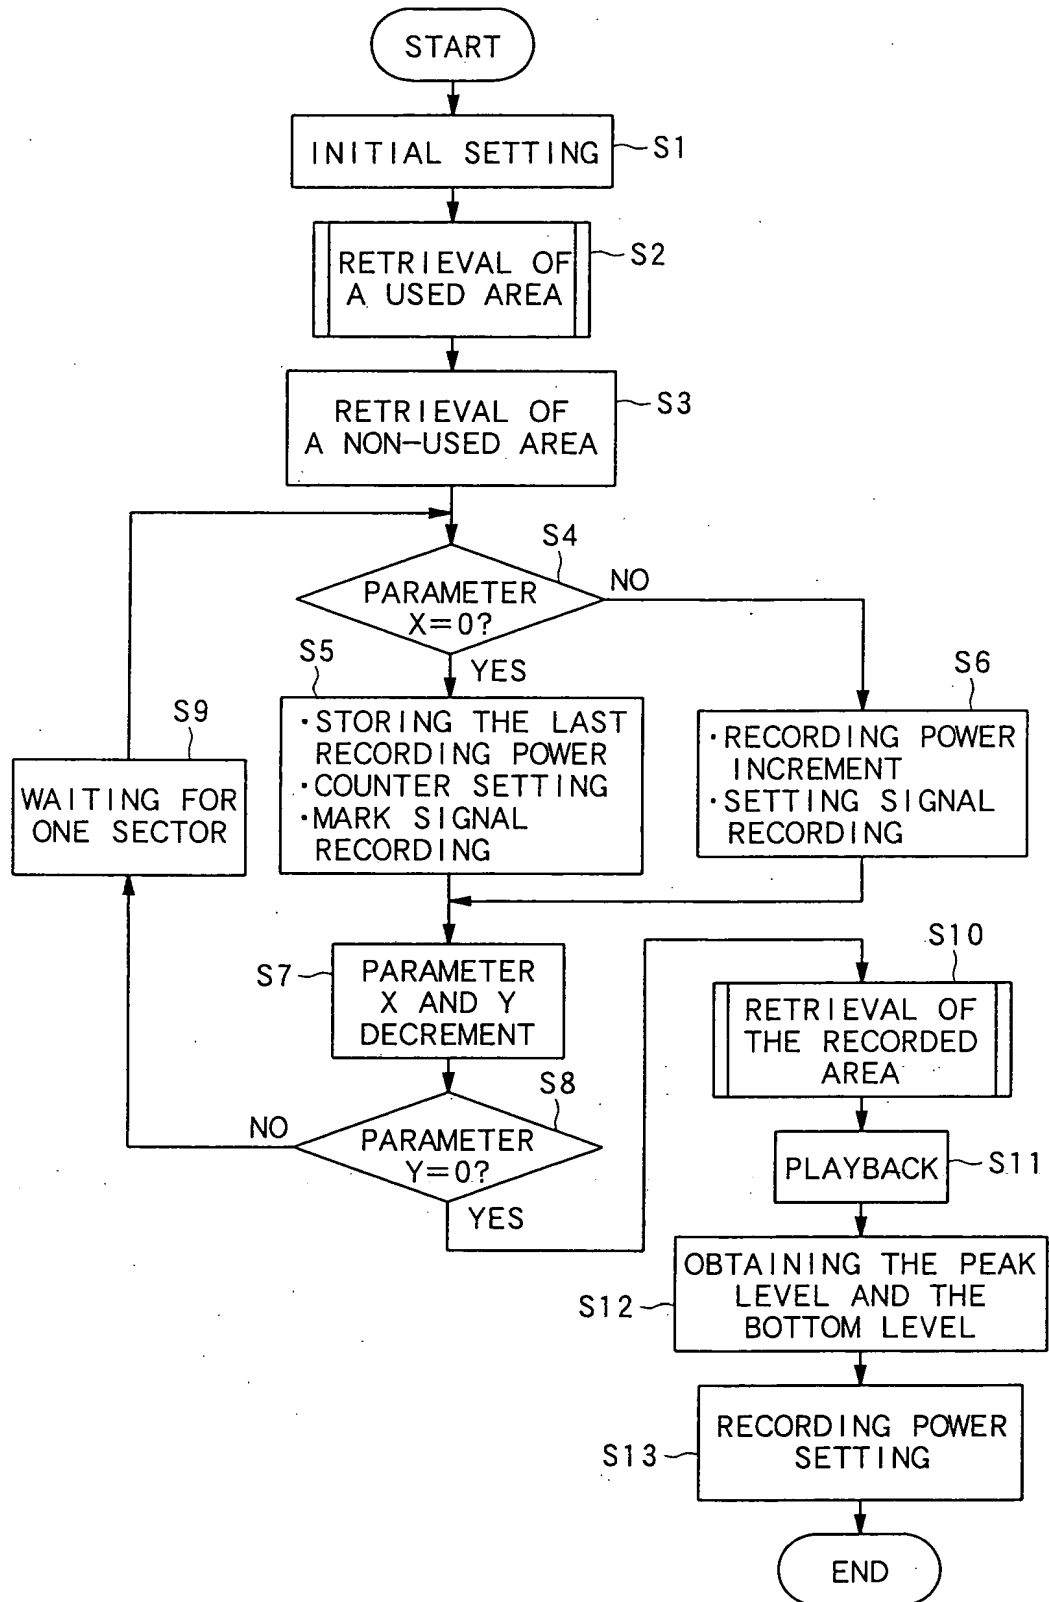 START
INITIAL SETTING
S1
RETRIEVAL OF
A USED AREA
S2
RETRIEVAL OF
A NON-USED AREA
S3
S4
PARAMETER
X=0?
NO
YES
S5
·STORING THE LAST
RECORDING POWER
·COUNTER SETTING
·MARK SIGNAL
RECORDING
S6
·RECORDING POWER
INCREMENT
·SETTING SIGNAL
RECORDING
S9
WAITING FOR
ONE SECTOR
S7
PARAMETER
X AND Y
DECREMENT
S8
PARAMETER
Y=0?
NO
YES
S10
RETRIEVAL OF
THE RECORDED
AREA
PLAYBACK
S11
OBTAINING THE PEAK
LEVEL AND THE
BOTTOM LEVEL
S12
RECORDING POWER
SETTING
S13
END